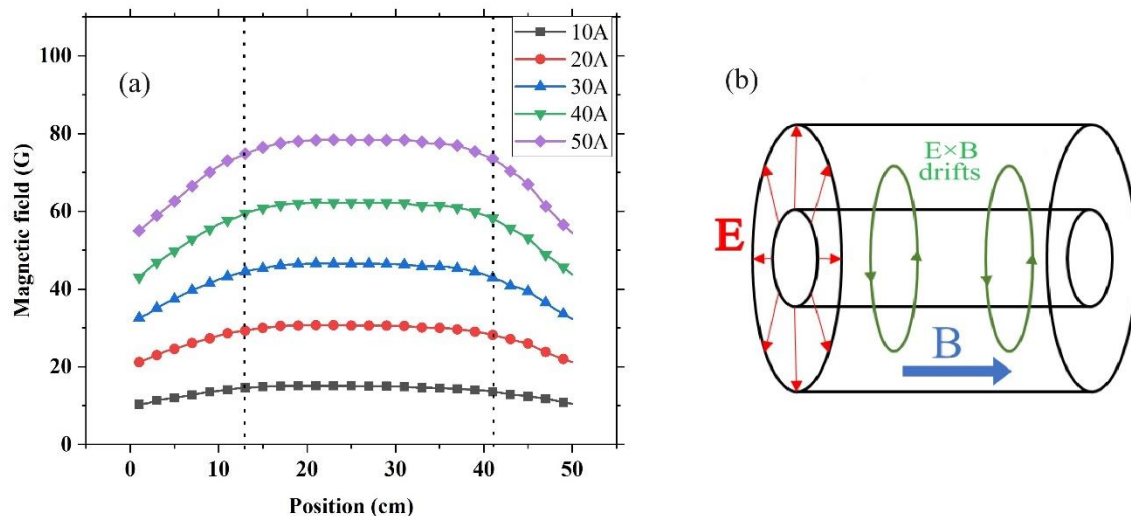 (a)
10A
20A
30A
40A
50A
100
80
60
40
20
0
0 10 20 30 40 50
Magnetic field (G)
Position (cm)
(b)
E×B
drifts
E
B